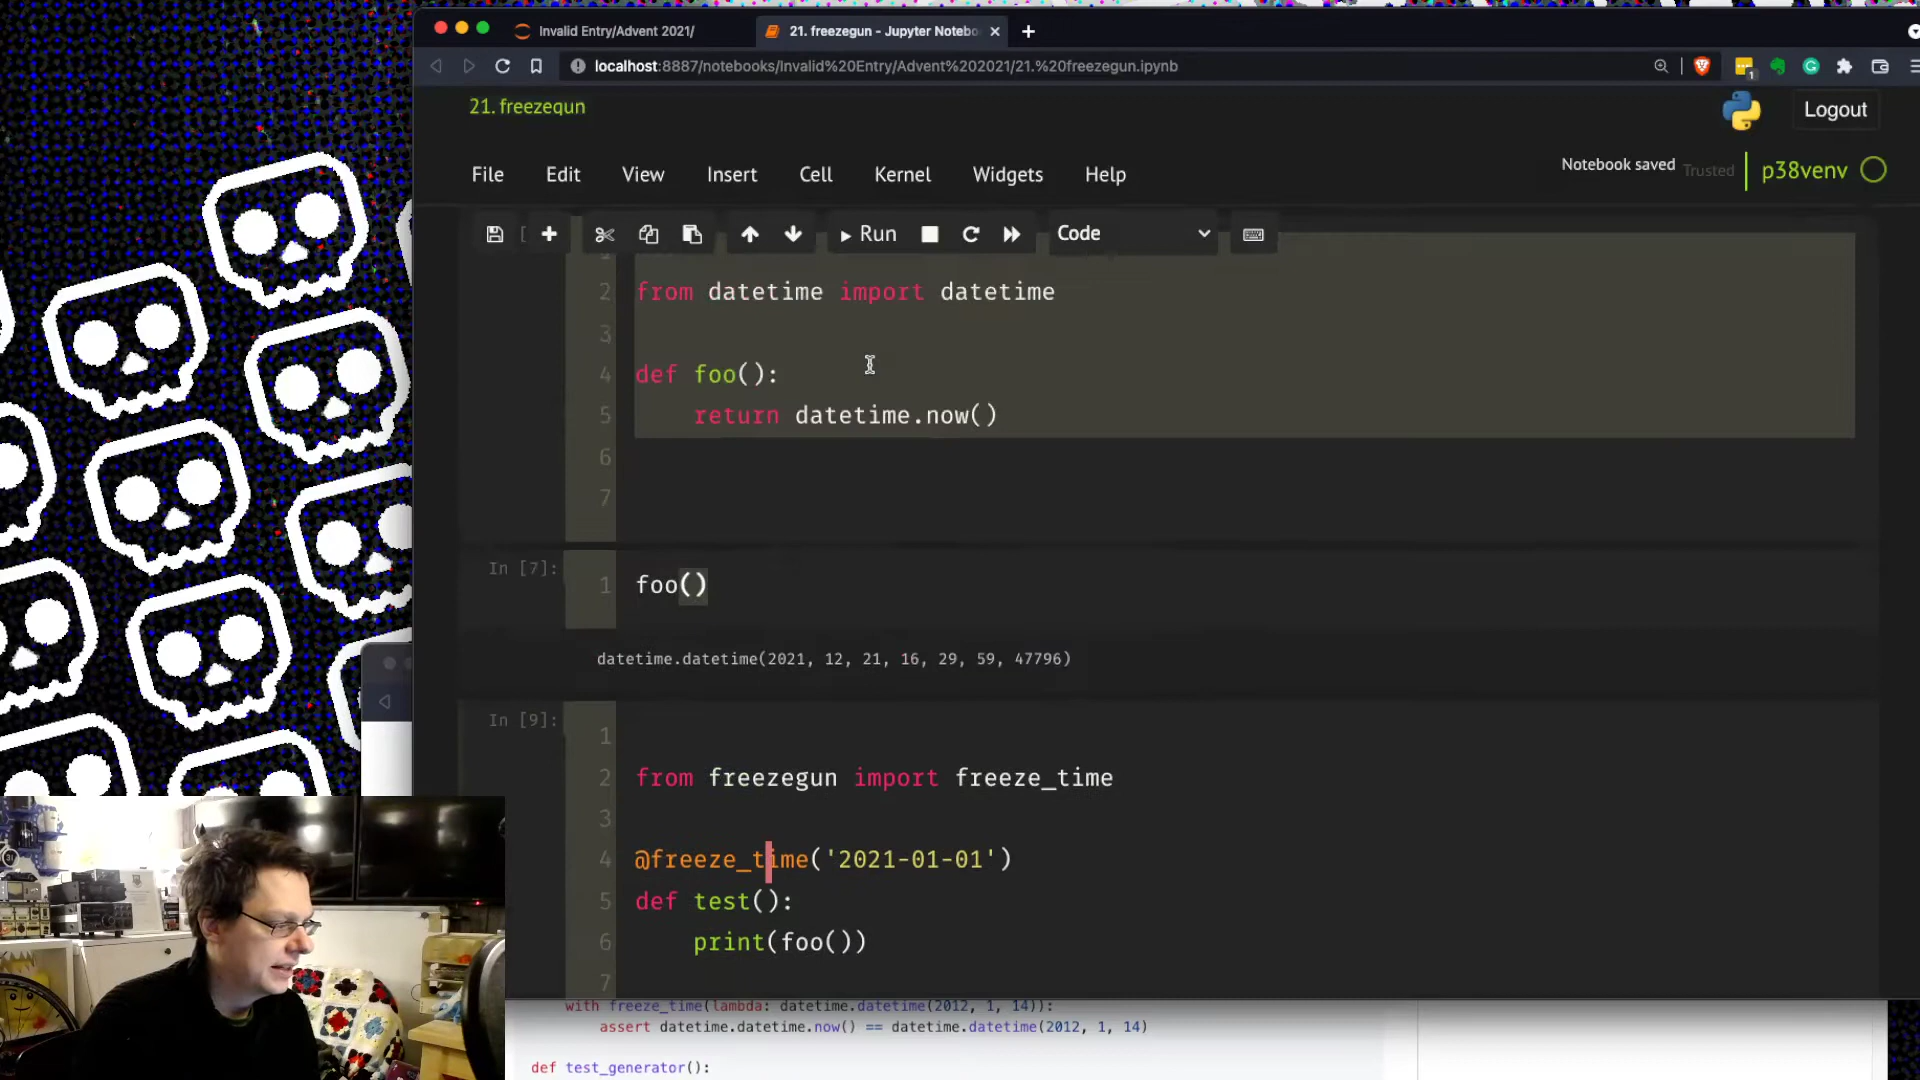 Invalid Entry/Advent 2021/
21. freezegun - Jupyter Notebo
localhost:8887/notebooks/Invalid%20Entry/Advent%202021/21.%20freezegun.ipynb
1
21. freezegun
Logout
File Edit View Insert Cell Kernel Widgets Help
Notebook saved Trusted p38venv
Run Code
1
2 from datetime import datetime
3
4 def foo():
5 return datetime.now()
6
7
In [7]: 1 foo()
datetime.datetime(2021, 12, 21, 16, 29, 59, 47796)
In [9]: 1
2 from freezegun import freeze_time
3
4 @freeze_time('2021-01-01')
5 def test():
6 print(foo())
7
with freeze_time(lambda: datetime.datetime(2012, 1, 14)):
assert datetime.datetime.now() == datetime.datetime(2012, 1, 14)
def test_generator():